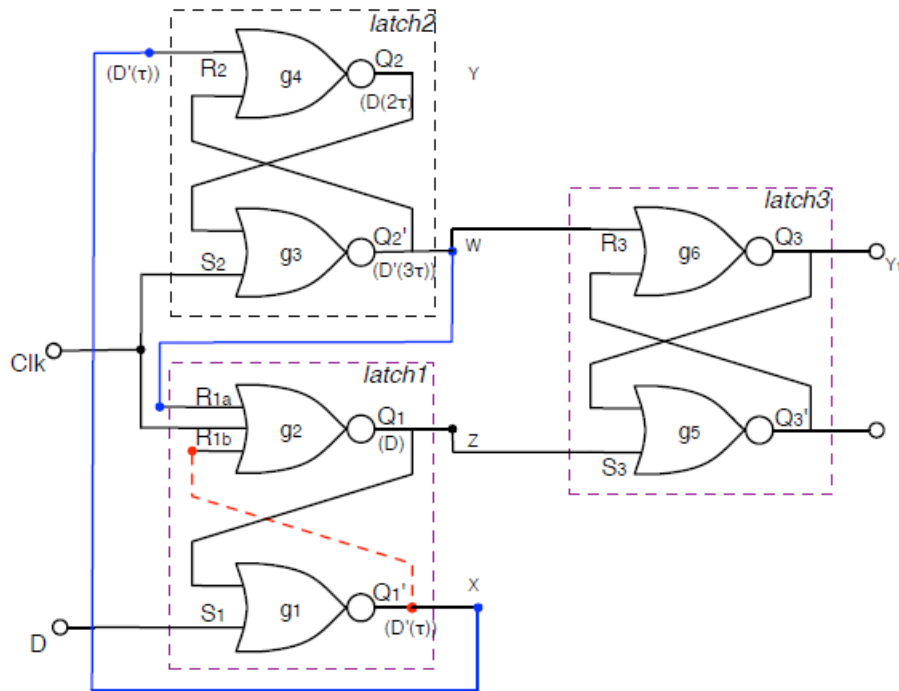 latch2
(D'(τ))
R2
g4
Q2
(D(2τ)
Y
latch3
S2
g3
Q2'
(D'(3τ))
W
R3
g6
Q3
Y1
Clk
latch1
R1a
R1b
g2
Q1
(D)
Z
S3
g5
Q3'
D
S1
g1
Q1'
(D'(τ))
X